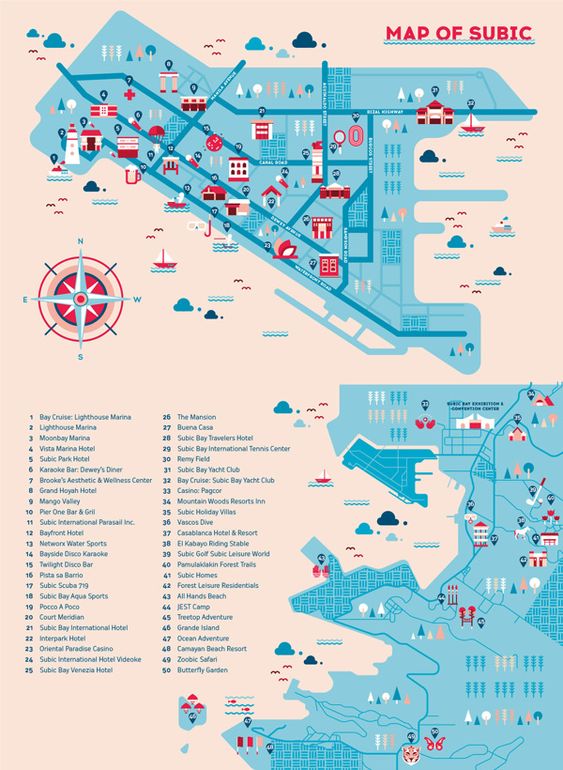 MAP OF SUBIC
RIZAL HIGHWAY
CANAL ROAD
DEWEY AVENUE
SAMPSON ROAD
WATERFRONT ROAD
N
E W
S
1 Bay Cruise: Lighthouse Marina
2 Lighthouse Marina
3 Moonbay Marina
4 Vista Marina Hotel
5 Subic Park Hotel
6 Karaoke Bar: Dewey's Diner
7 Brooke's Aesthetic & Wellness Center
8 Grand Hoyah Hotel
9 Mango Valley
10 Pier One Bar & Gril
11 Subic International Parasail Inc.
12 Bayfront Hotel
13 Networx Water Sports
14 Bayside Disco Karaoke
15 Twilight Disco Bar
16 Pista sa Barrio
17 Subic Scuba 719
18 Subic Bay Aqua Sports
19 Pocco A Poco
20 Court Meridian
21 Subic Bay International Hotel
22 Interpark Hotel
23 Oriental Paradise Casino
24 Subic International Hotel Videoke
25 Subic Bay Venezia Hotel
26 The Mansion
27 Buena Casa
28 Subic Bay Travelers Hotel
29 Subic Bay International Tennis Center
30 Remy Field
31 Subic Bay Yacht Club
32 Bay Cruise: Subic Bay Yacht Club
33 Casino: Pagcor
34 Mountain Woods Resorts Inn
35 Subic Holiday Villas
36 Vascos Dive
37 Casablanca Hotel & Resort
38 El Kabayo Riding Stable
39 Subic Golf Subic Leisure World
40 Pamulaklakin Forest Trails
41 Subic Homes
42 Forest Leisure Residentials
43 All Hands Beach
44 JEST Camp
45 Treetop Adventure
46 Grande Island
47 Ocean Adventure
48 Camayan Beach Resort
49 Zoobic Safari
50 Butterfly Garden
SUBIC BAY EXHIBITION &
CONVENTION CENTER